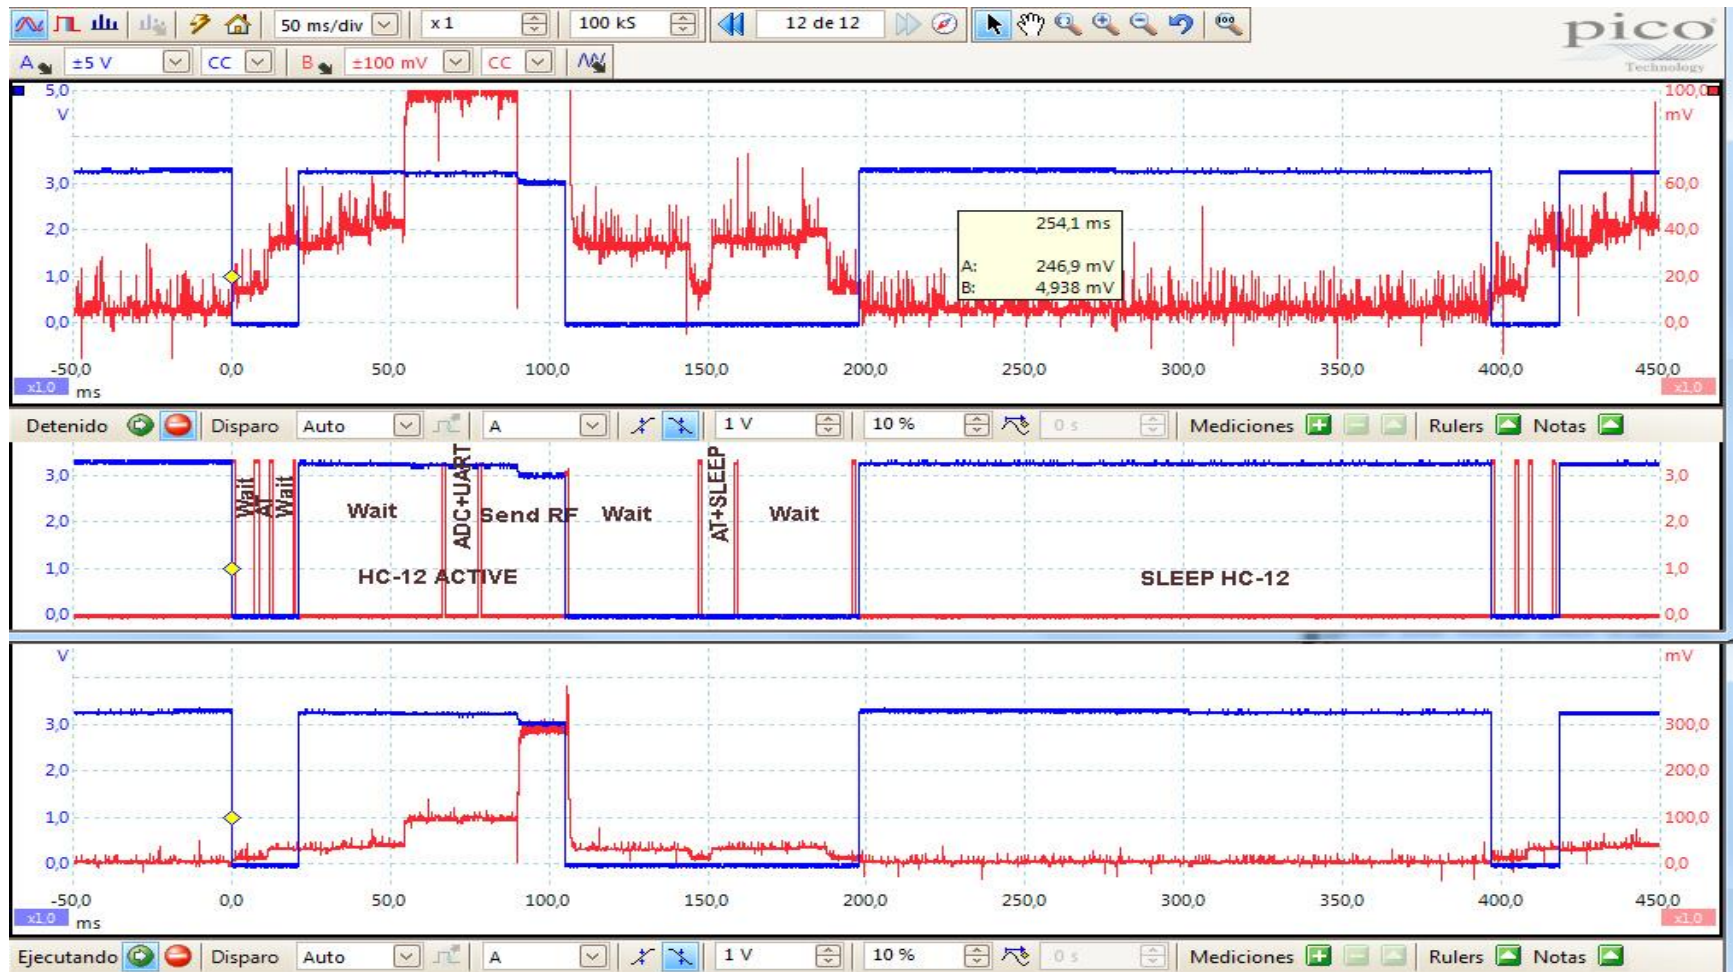 50 ms/div x 1 100 kS 12 de 12 pico
Technology
A ±5 V CC B ±100 mV CC
5,0 100,0
V mV
3,0 60,0
2,0 40,0
1,0 20,0
0,0 0,0
254,1 ms
A: 246,9 mV
B: 4,938 mV
-50,0 0,0 50,0 100,0 150,0 200,0 250,0 300,0 350,0 400,0 450,0
x1,0 ms x1,0
Detenido Disparo Auto A 1 V 10 % 0 s Mediciones Rulers Notas
3,0 3,0
2,0 2,0
1,0 1,0
0,0 0,0
Wait
AT
Wait
Wait
ADC+UART
Send RF
Wait
AT+SLEEP
Wait
HC-12 ACTIVE
SLEEP HC-12
V mV
3,0 300,0
2,0 200,0
1,0 100,0
0,0 0,0
-50,0 0,0 50,0 100,0 150,0 200,0 250,0 300,0 350,0 400,0 450,0
x1,0 ms x1,0
Ejecutando Disparo Auto A 1 V 10 % 0 s Mediciones Rulers Notas